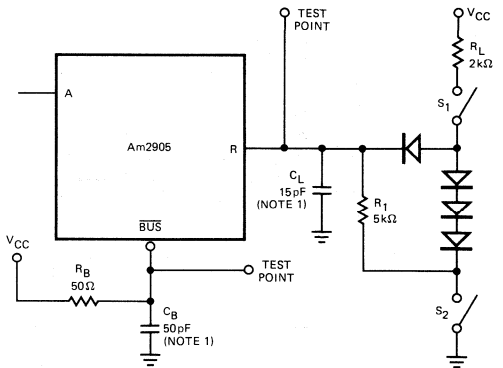 TEST
POINT
VCC
RL
2kΩ
S1
A
Am2905
R
CL
15pF
(NOTE 1)
R1
5kΩ
BUS
VCC
RB
50Ω
TEST
POINT
CB
50pF
(NOTE 1)
S2